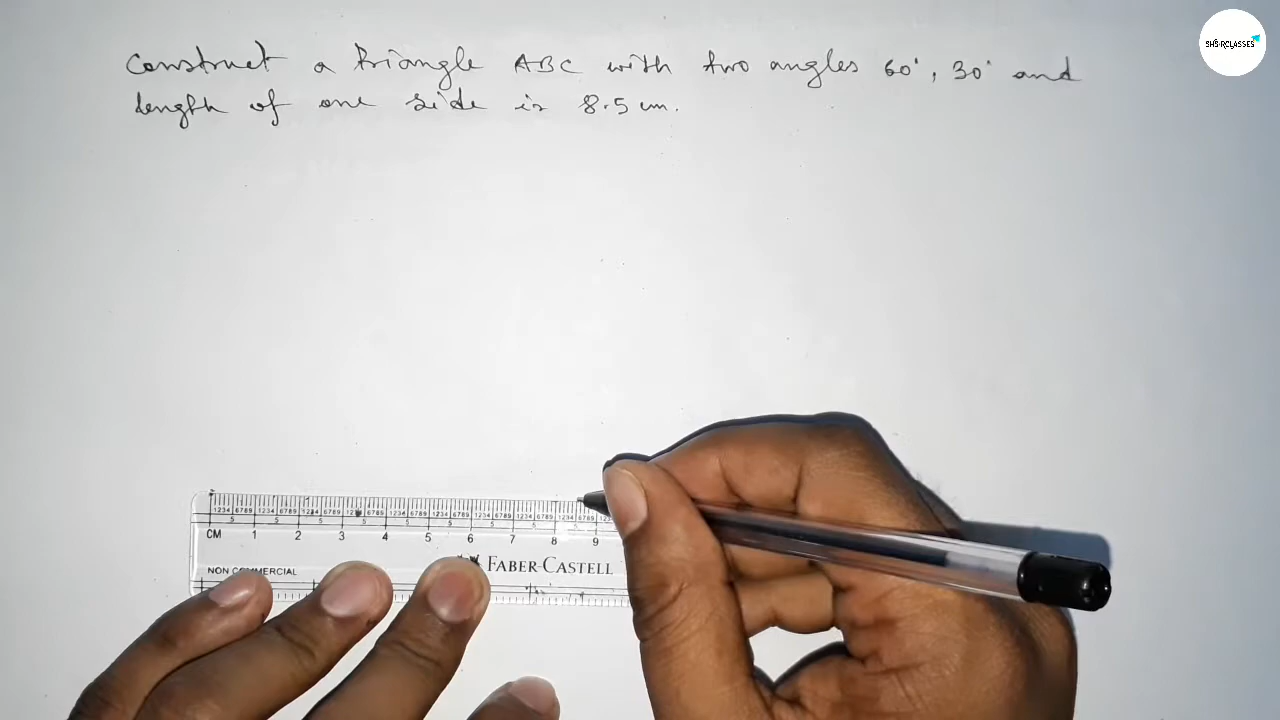 Construct a triangle ABC with two angles 60°, 30° and
length of one side is 8.5 cm.
SHSIRCLASSES
CM 1 2 3 4 5 6 7 8 9
NON COMMERCIAL
FABER-CASTELL